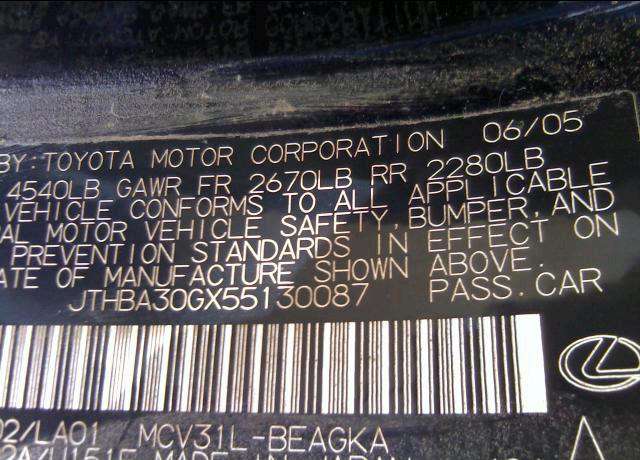 BY: TOYOTA MOTOR CORPORATION 06/05
4540LB GAWR FR 2670LB RR 2280LB
VEHICLE CONFORMS TO ALL APPLICABLE
MOTOR VEHICLE SAFETY, BUMPER, AND
PREVENTION STANDARDS IN EFFECT ON
OF MANUFACTURE SHOWN ABOVE.
JTHBA30GX55130087 PASS. CAR
02/LA01 MCV31L-BEAGKA